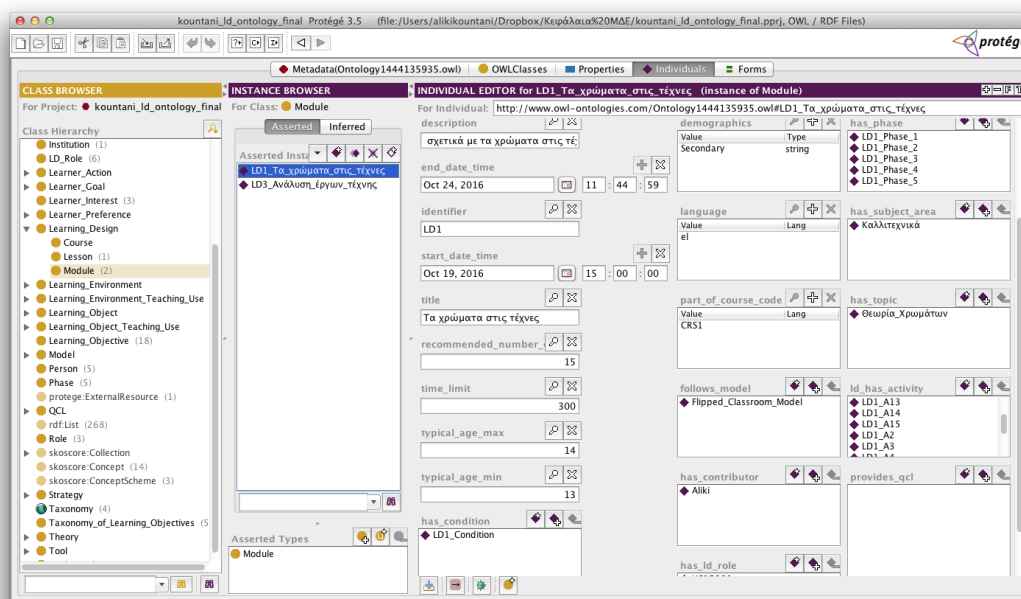 kountani_ld_ontology_final Protégé 3.5 (file:/Users/alikikountani/Dropbox/Κεφάλαια%20ΜΔΕ/kountani_ld_ontology_final.pprj, OWL / RDF Files)
protégé
Metadata(Ontology1444135935.owl) OWLClasses Properties Individuals Forms
CLASS BROWSER
For Project: kountani_ld_ontology_final
Class Hierarchy
Institution (1)
LD_Role (6)
Learner_Action
Learner_Goal
Learner_Interest (3)
Learner_Preference
Learning_Design
Course
Lesson (1)
Module (2)
Learning_Environment
Learning_Environment_Teaching_Use
Learning_Object
Learning_Object_Teaching_Use
Learning_Objective (18)
Model
Person (5)
Phase (5)
protege:ExternalResource (1)
QCL
rdf:List (268)
Role (3)
skoscore:Collection
skoscore:Concept (14)
skoscore:ConceptScheme (3)
Strategy
Taxonomy (4)
Taxonomy_of_Learning_Objectives (5
Theory
Tool
INSTANCE BROWSER
For Class: Module
Asserted Inferred
Asserted Insta
LD1_Τα_χρώματα_στις_τέχνες
LD3_Ανάλυση_έργων_τέχνης
Asserted Types
Module
INDIVIDUAL EDITOR for LD1_Τα_χρώματα_στις_τέχνες (instance of Module)
For Individual: http://www.owl-ontologies.com/Ontology1444135935.owl#LD1_Τα_χρώματα_στις_τέχνες
description
σχετικά με τα χρώματα στις τέ
end_date_time
Oct 24, 2016 11 : 44 : 59
identifier
LD1
start_date_time
Oct 19, 2016 15 : 00 : 00
title
Τα χρώματα στις τέχνες
recommended_number_
15
time_limit
300
typical_age_max
14
typical_age_min
13
has_condition
LD1_Condition
demographics
Value Type
Secondary string
language
Value Lang
el
part_of_course_code
Value Lang
CRS1
follows_model
Flipped_Classroom_Model
has_contributor
Aliki
has_ld_role
has_phase
LD1_Phase_1
LD1_Phase_2
LD1_Phase_3
LD1_Phase_4
LD1_Phase_5
has_subject_area
Καλλιτεχνικά
has_topic
Θεωρία_Χρωμάτων
ld_has_activity
LD1_A13
LD1_A14
LD1_A15
LD1_A2
LD1_A3
LD1_A4
provides_qcl